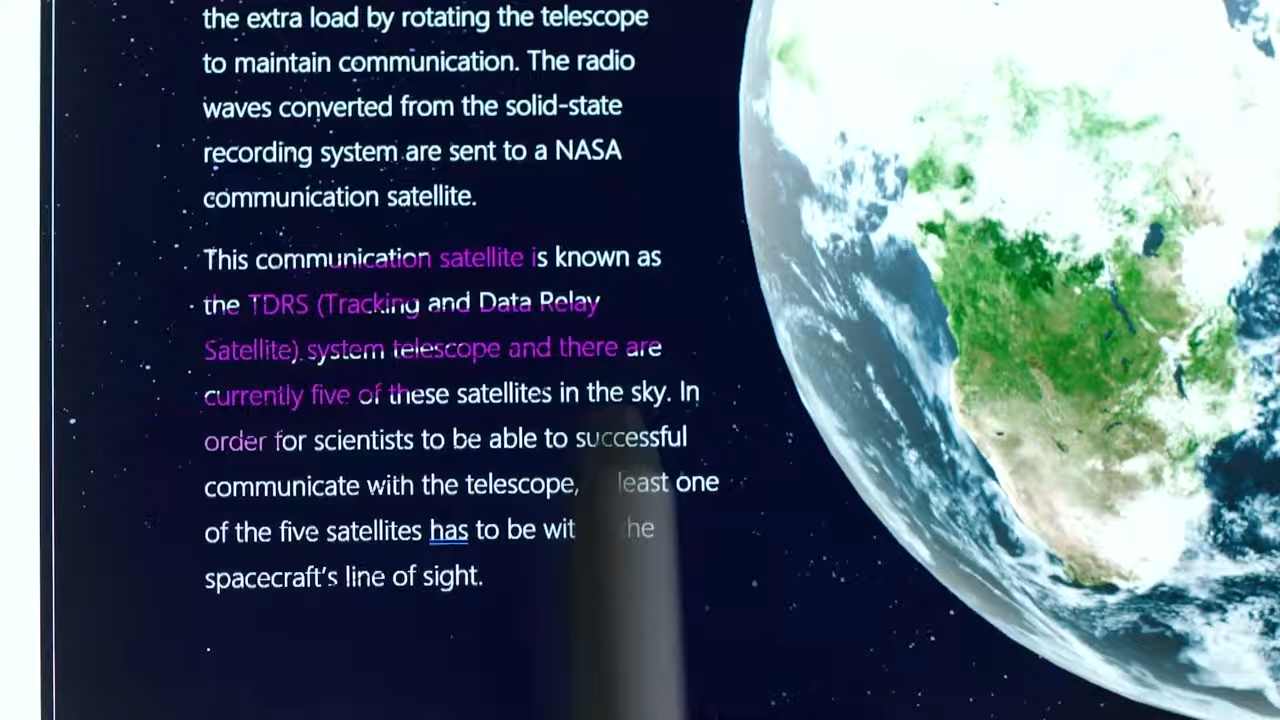 the extra load by rotating the telescope
to maintain communication. The radio
waves converted from the solid-state
recording system are sent to a NASA
communication satellite.
This communication satellite is known as
the TDRS (Tracking and Data Relay
Satellite) system telescope and there are
currently five of these satellites in the sky. In
order for scientists to be able to successful
communicate with the telescope, least one
of the five satellites has to be the
spacecraft's line of sight.